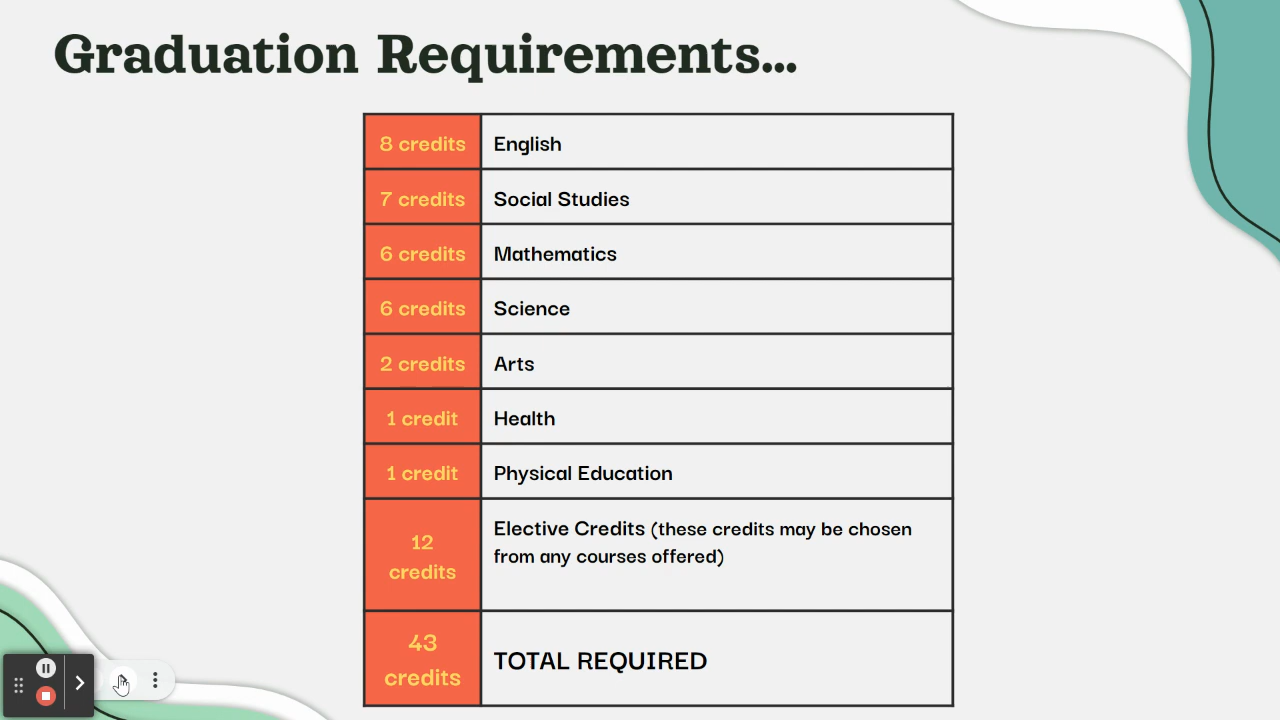 Graduation Requirements...
8 credits English
7 credits Social Studies
6 credits Mathematics
6 credits Science
2 credits Arts
1 credit Health
1 credit Physical Education
12 credits Elective Credits (these credits may be chosen
from any courses offered)
43 credits TOTAL REQUIRED